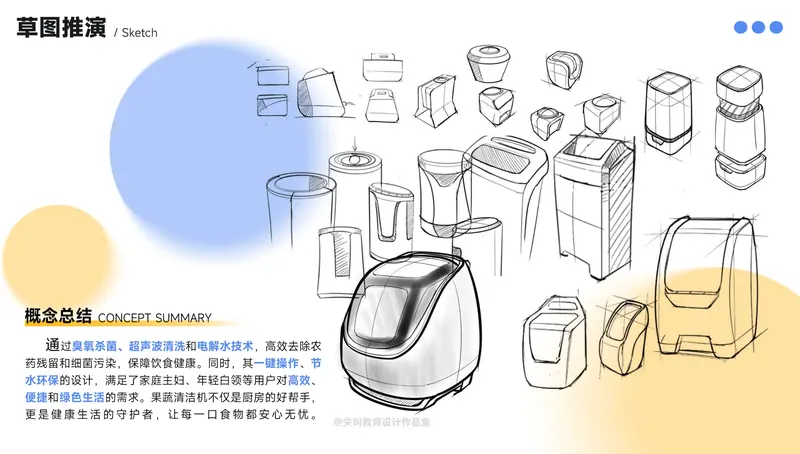 草图推演 / Sketch
概念总结 CONCEPT SUMMARY
通过臭氧杀菌、超声波清洗和电解水技术，高效去除农
药残留和细菌污染，保障饮食健康。同时，其一键操作、节
水环保的设计，满足了家庭主妇、年轻白领等用户对高效、
便捷和绿色生活的需求。果蔬清洁机不仅是厨房的好帮手，
更是健康生活的守护者，让每一口食物都安心无忧。
@尖叫教育设计作品集